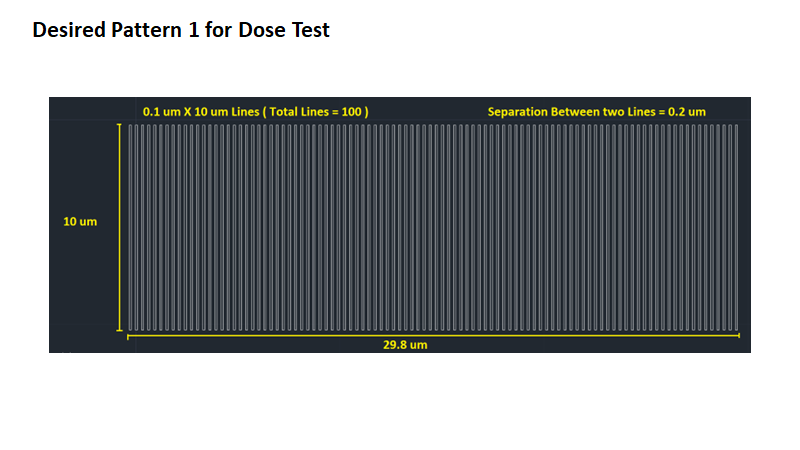 Desired Pattern 1 for Dose Test
0.1 um X 10 um Lines ( Total Lines = 100 )
Separation Between two Lines = 0.2 um
10 um
29.8 um